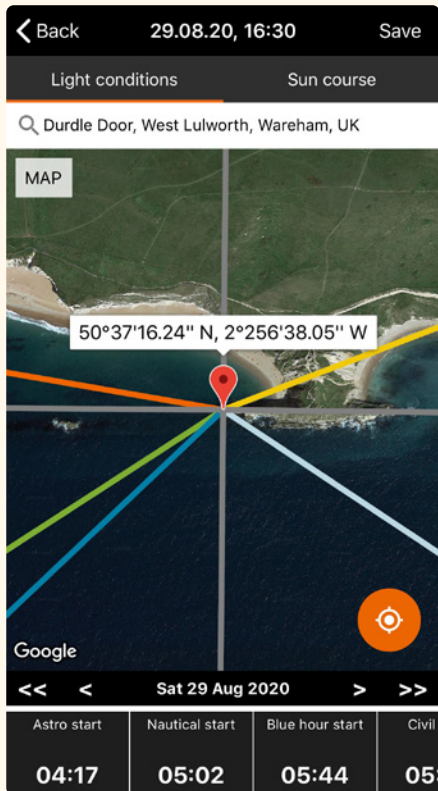 Back 29.08.20, 16:30 Save
Light conditions Sun course
Durdle Door, West Lulworth, Wareham, UK
MAP
50°37'16.24'' N, 2°256'38.05'' W
Google
<< < Sat 29 Aug 2020 > >>
Astro start Nautical start Blue hour start Civil
04:17 05:02 05:44